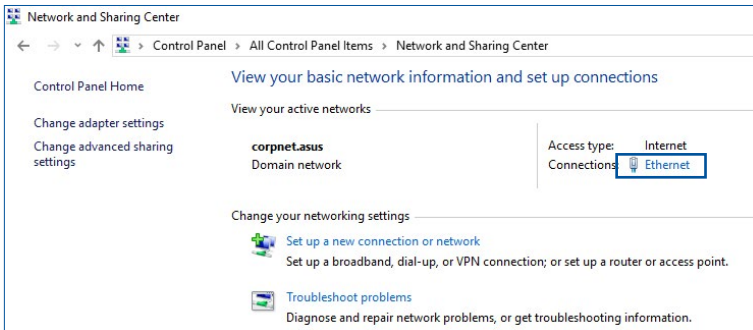 Network and Sharing Center
Control Panel > All Control Panel Items > Network and Sharing Center
Control Panel Home
Change adapter settings
Change advanced sharing
settings
View your basic network information and set up connections
View your active networks
corpnet.asus
Domain network
Access type: Internet
Connections: Ethernet
Change your networking settings
Set up a new connection or network
Set up a broadband, dial-up, or VPN connection; or set up a router or access point.
Troubleshoot problems
Diagnose and repair network problems, or get troubleshooting information.